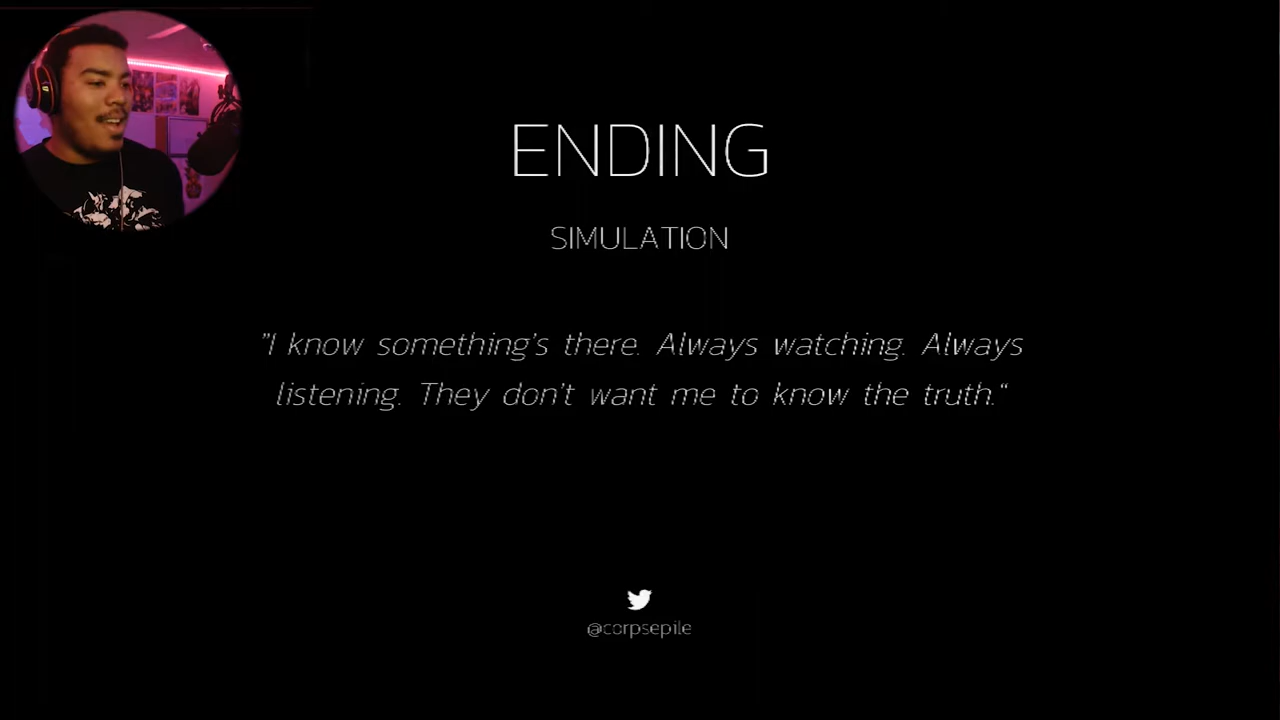 ENDING
SIMULATION
"I know something's there. Always watching. Always
listening. They don't want me to know the truth."
@corpsepile